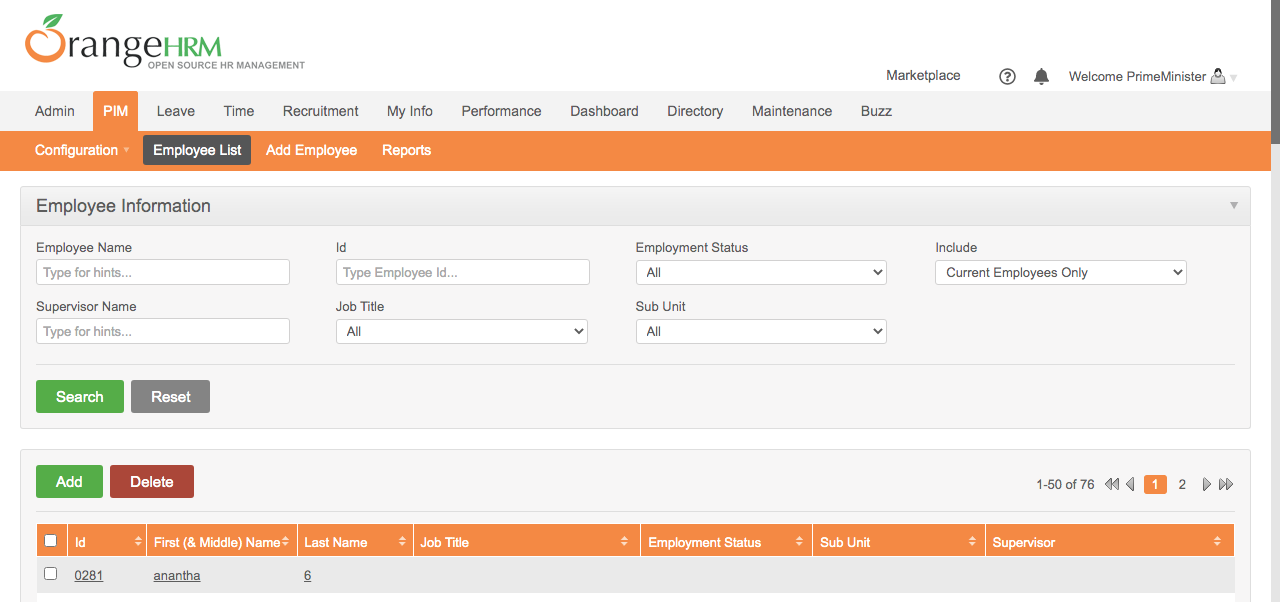 OrangeHRM
OPEN SOURCE HR MANAGEMENT
Marketplace ? Welcome PrimeMinister
Admin PIM Leave Time Recruitment My Info Performance Dashboard Directory Maintenance Buzz
Configuration Employee List Add Employee Reports
Employee Information
Employee Name Id Employment Status Include
Type for hints... Type Employee Id... All Current Employees Only
Supervisor Name Job Title Sub Unit
Type for hints... All All
Search Reset
Add Delete 1-50 of 76 1 2
Id First (& Middle) Name Last Name Job Title Employment Status Sub Unit Supervisor
0281 anantha 6